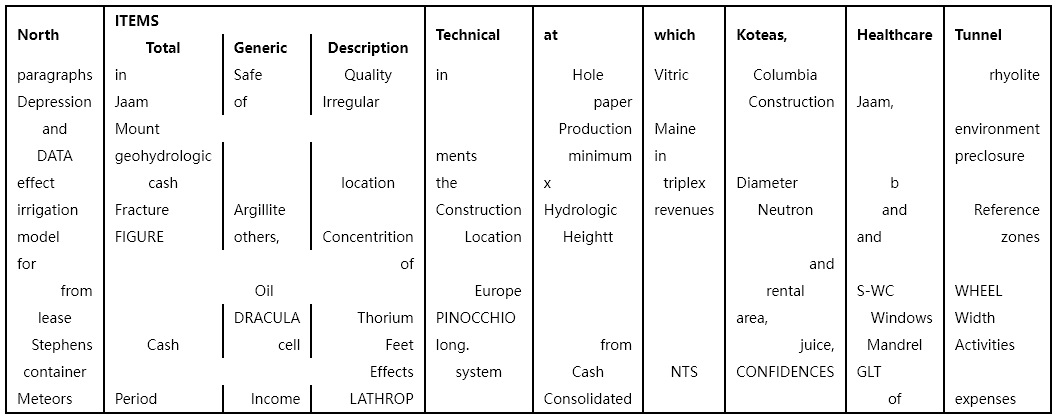 North ITEMS Technical at which Koteas, Healthcare Tunnel
Total Generic Description
paragraphs in Safe Quality in Hole Vitric Columbia rhyolite
Depression Jaam of Irregular paper Construction Jaam,
and Mount Production Maine environment
DATA geohydrologic ments minimum in preclosure
effect cash location the x triplex Diameter b
irrigation Fracture Argillite Construction Hydrologic revenues Neutron and Reference
model FIGURE others, Concentrition Location Heightt and zones
for of and
from Oil Europe rental S-WC WHEEL
lease DRACULA Thorium PINOCCHIO area, Windows Width
Stephens Cash cell Feet long. from juice, Mandrel Activities
container Effects system Cash NTS CONFIDENCES GLT
Meteors Period Income LATHROP Consolidated of expenses